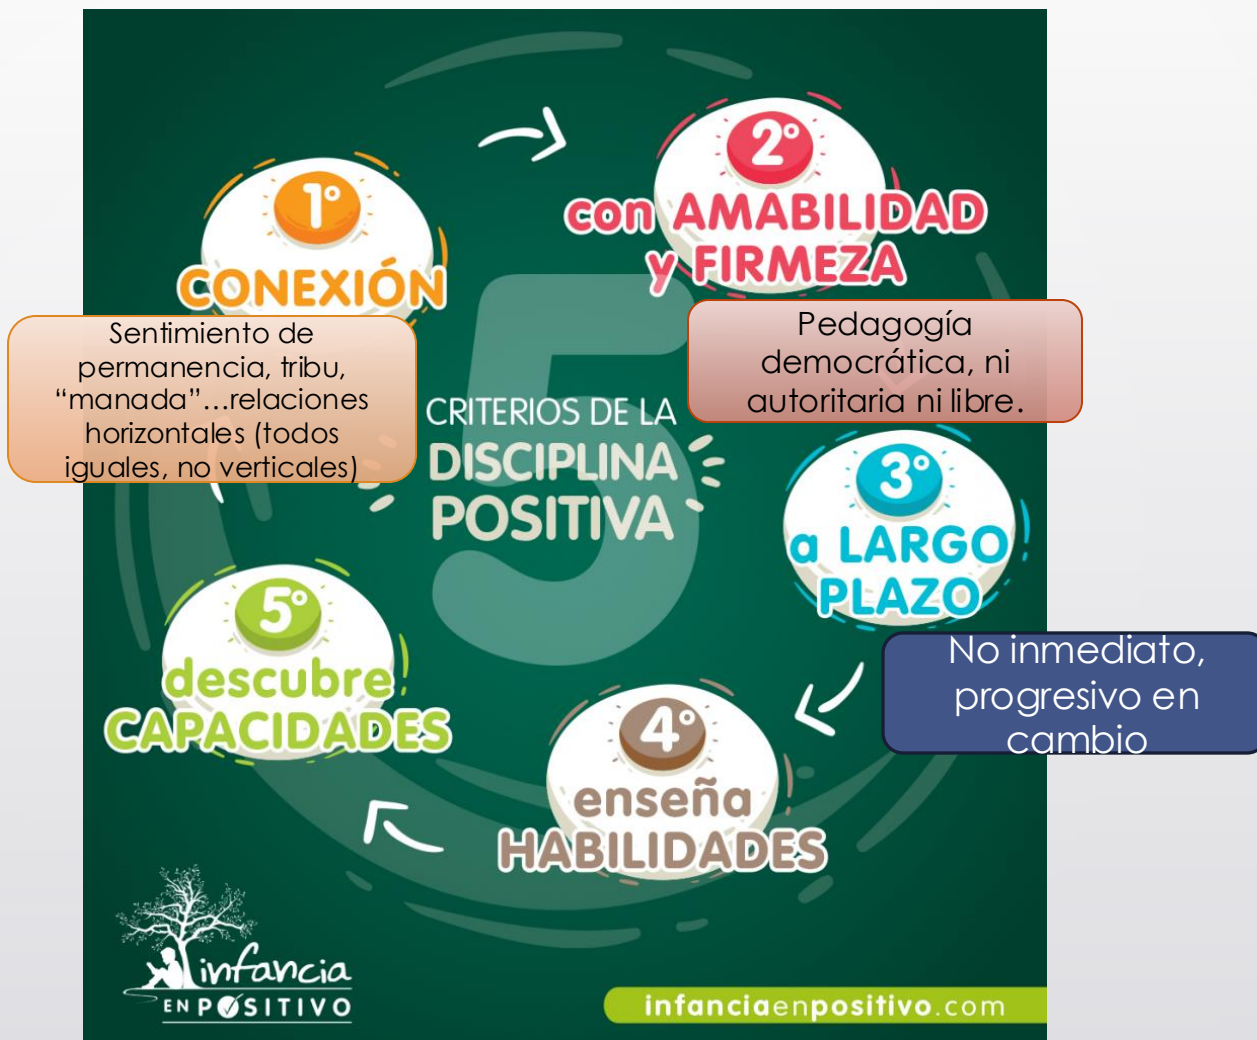 1º
CONEXIÓN
Sentimiento de
permanencia, tribu,
“manada”...relaciones
horizontales (todos
iguales, no verticales)
2º
con AMABILIDAD
y FIRMEZA
Pedagogía
democrática, ni
autoritaria ni libre.
5
CRITERIOS DE LA
DISCIPLINA
POSITIVA
3º
a LARGO
PLAZO
No inmediato,
progresivo en
cambio
4º
enseña
HABILIDADES
5º
descubre
CAPACIDADES
infancia
EN POSITIVO
infanciaenpositivo.com